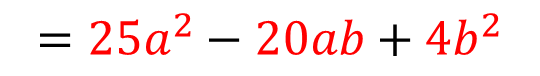 = 25a² − 20ab + 4b²